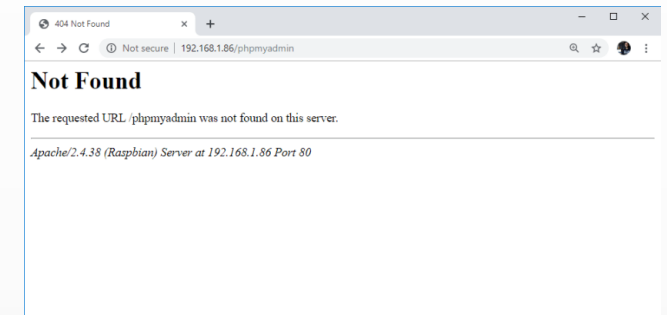 404 Not Found
Not secure | 192.168.1.86/phpmyadmin
Not Found
The requested URL /phpmyadmin was not found on this server.
Apache/2.4.38 (Raspbian) Server at 192.168.1.86 Port 80